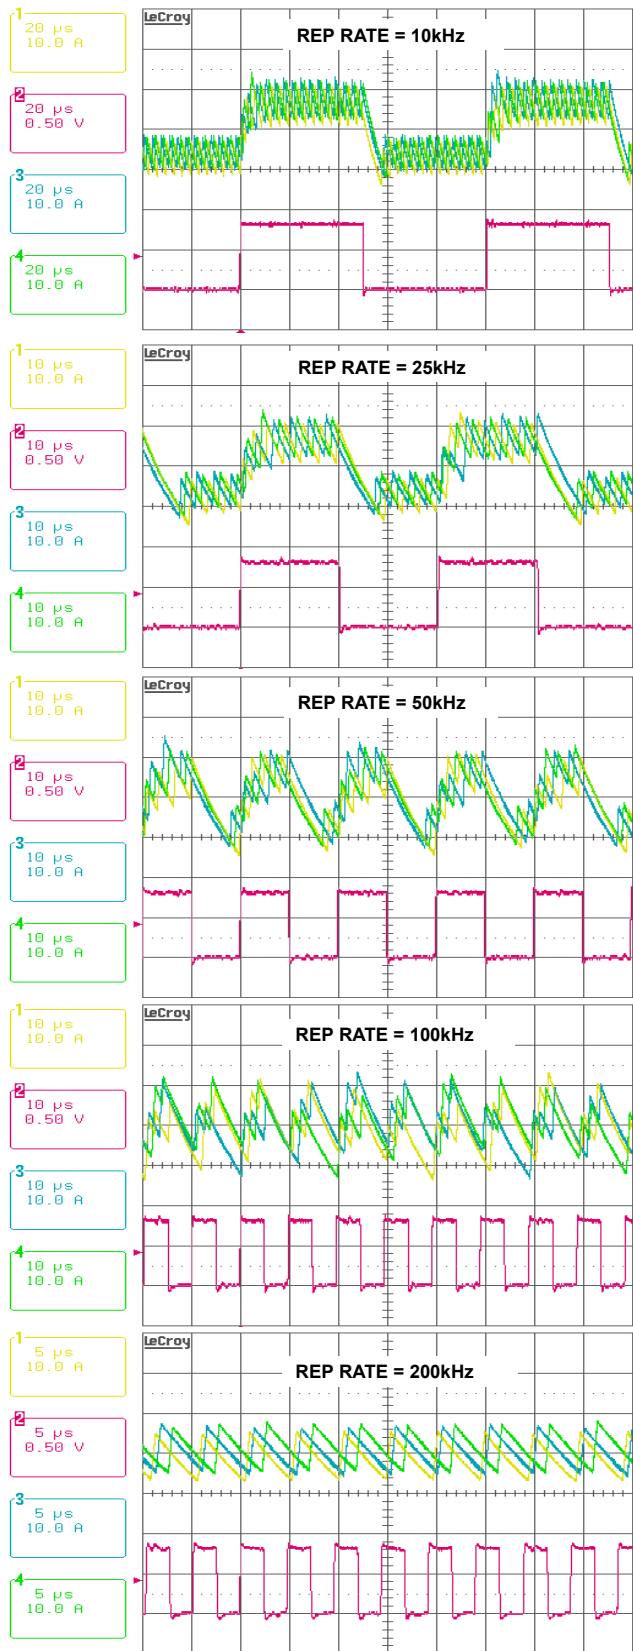 1
20 µs
10.0 A
2
20 µs
0.50 V
3
20 µs
10.0 A
4
20 µs
10.0 A
LeCroy
REP RATE = 10kHz
1
10 µs
10.0 A
2
10 µs
0.50 V
3
10 µs
10.0 A
4
10 µs
10.0 A
LeCroy
REP RATE = 25kHz
1
10 µs
10.0 A
2
10 µs
0.50 V
3
10 µs
10.0 A
4
10 µs
10.0 A
LeCroy
REP RATE = 50kHz
1
10 µs
10.0 A
2
10 µs
0.50 V
3
10 µs
10.0 A
4
10 µs
10.0 A
LeCroy
REP RATE = 100kHz
1
5 µs
10.0 A
2
5 µs
0.50 V
3
5 µs
10.0 A
4
5 µs
10.0 A
LeCroy
REP RATE = 200kHz